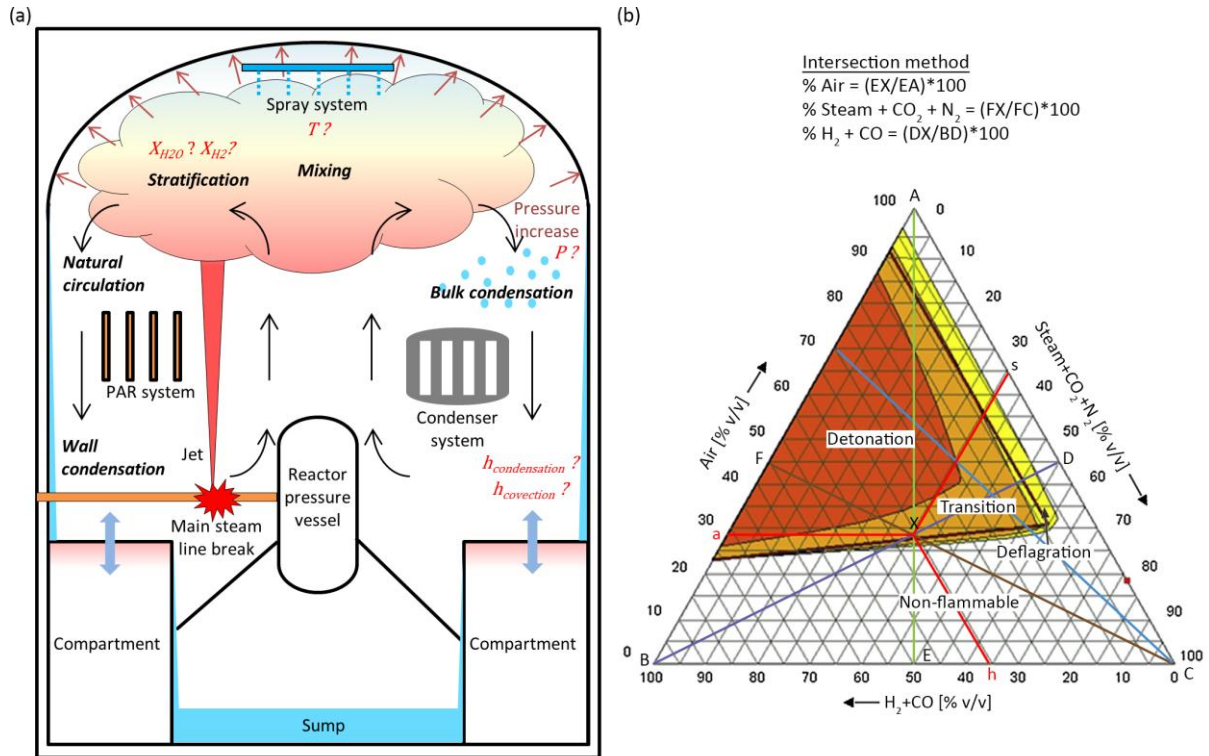 (a)
Spray system
T ?
X_H2O ? X_H2 ?
Stratification
Mixing
Pressure
increase
P ?
Natural
circulation
Bulk condensation
PAR system
Condenser
system
Wall
condensation
Jet
Reactor
pressure
vessel
h_condensation ?
h_covection ?
Main steam
line break
Compartment
Compartment
Sump
(b)
Intersection method
% Air = (EX/EA)*100
% Steam + CO₂ + N₂ = (FX/FC)*100
% H₂ + CO = (DX/BD)*100
A
100
0
90
10
80
20
70
30
S
60
40
50
50
F
D
40
60
30
70
a
20
80
10
90
0
100
B
E
h
C
100
90
80
70
60
50
40
30
20
10
0
Air [% v/v]
Steam+CO₂+N₂ [% v/v]
Detonation
Transition
X
Deflagration
Non-flammable
H₂+CO [% v/v]